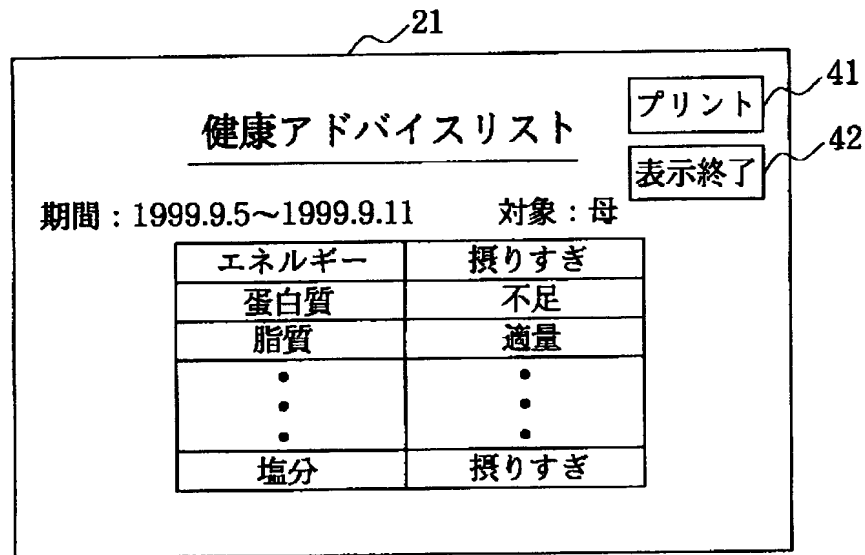 21
41
プリント
健康アドバイスリスト
42
表示終了
期間：1999.9.5～1999.9.11 対象：母
エネルギー 摂りすぎ
蛋白質 不足
脂質 適量
塩分 摂りすぎ